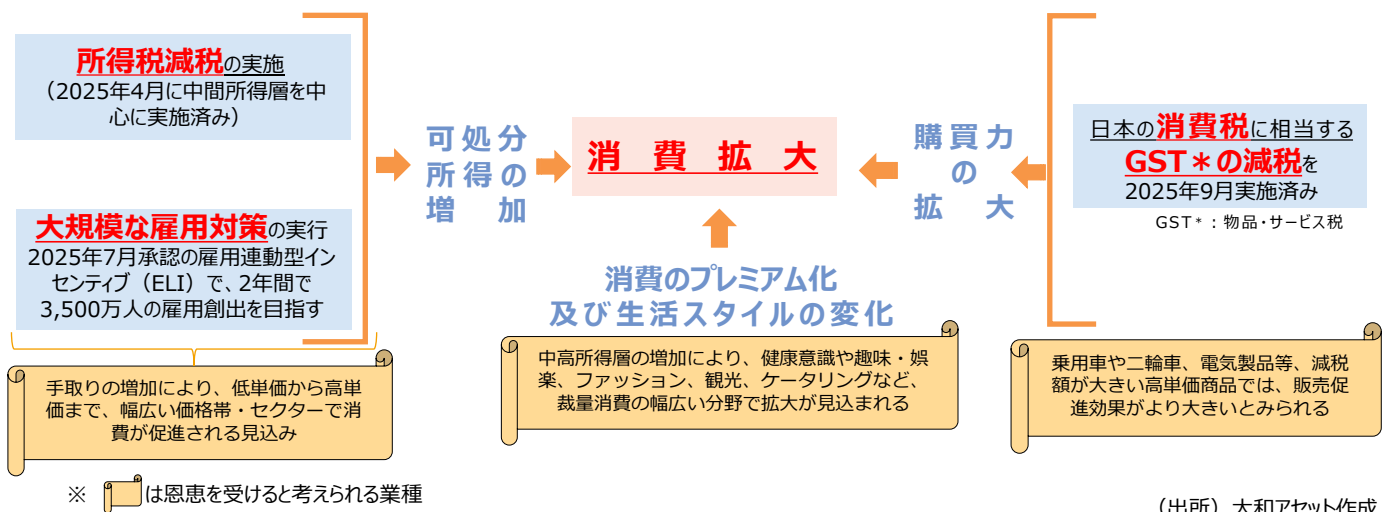 所得税減税の実施
（2025年4月に中間所得層を中
心に実施済み）
大規模な雇用対策の実行
2025年7月承認の雇用連動型イン
センティブ（ELI）で、2年間で
3,500万人の雇用創出を目指す
手取りの増加により、低単価から高単
価まで、幅広い価格帯・セクターで消
費が促進される見込み
可処分
所得の
増加
消費拡大
消費のプレミアム化
及び生活スタイルの変化
中高所得層の増加により、健康意識や趣味・娯
楽、ファッション、観光、ケータリングなど、
裁量消費の幅広い分野で拡大が見込まれる
購買力
の
拡大
日本の消費税に相当する
GST＊の減税を
2025年9月実施済み
GST*：物品・サービス税
乗用車や二輪車、電気製品等、減税
額が大きい高単価商品では、販売促
進効果がより大きいとみられる
※ は恩恵を受けると考えられる業種
（出所）大和アセット作成